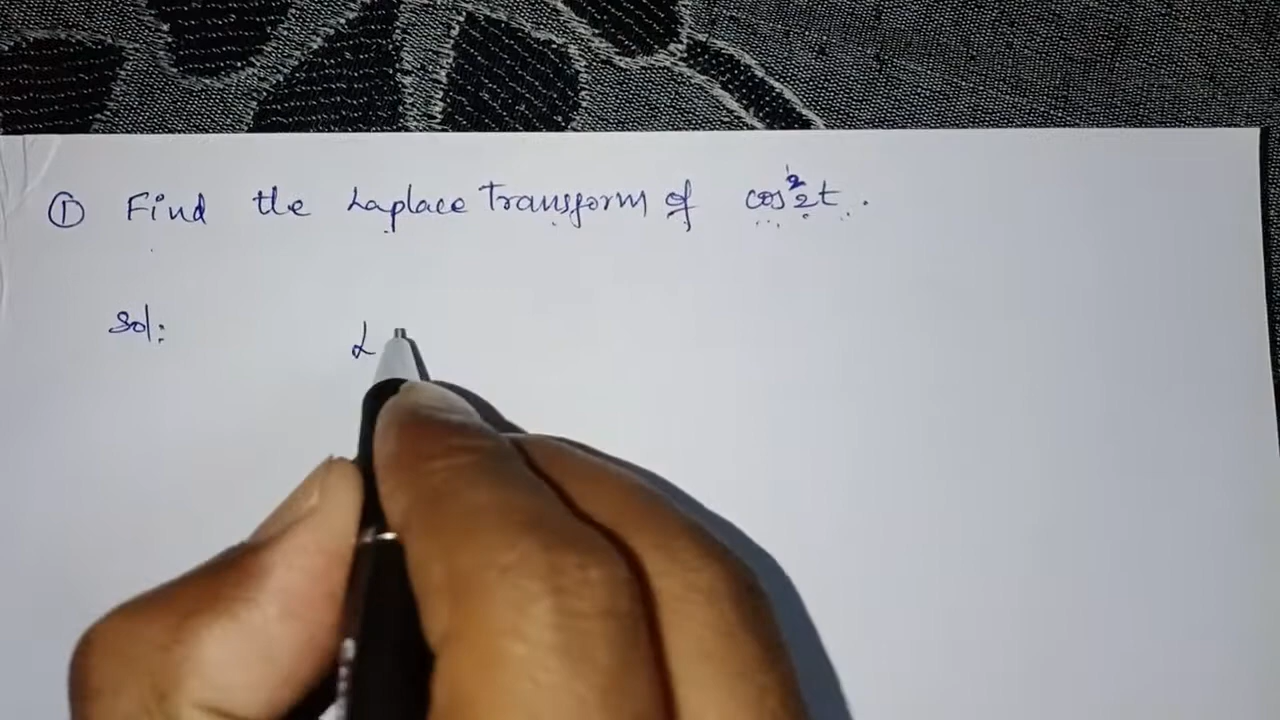 ① Find the Laplace Transform of cos²2t.
Sol:
L